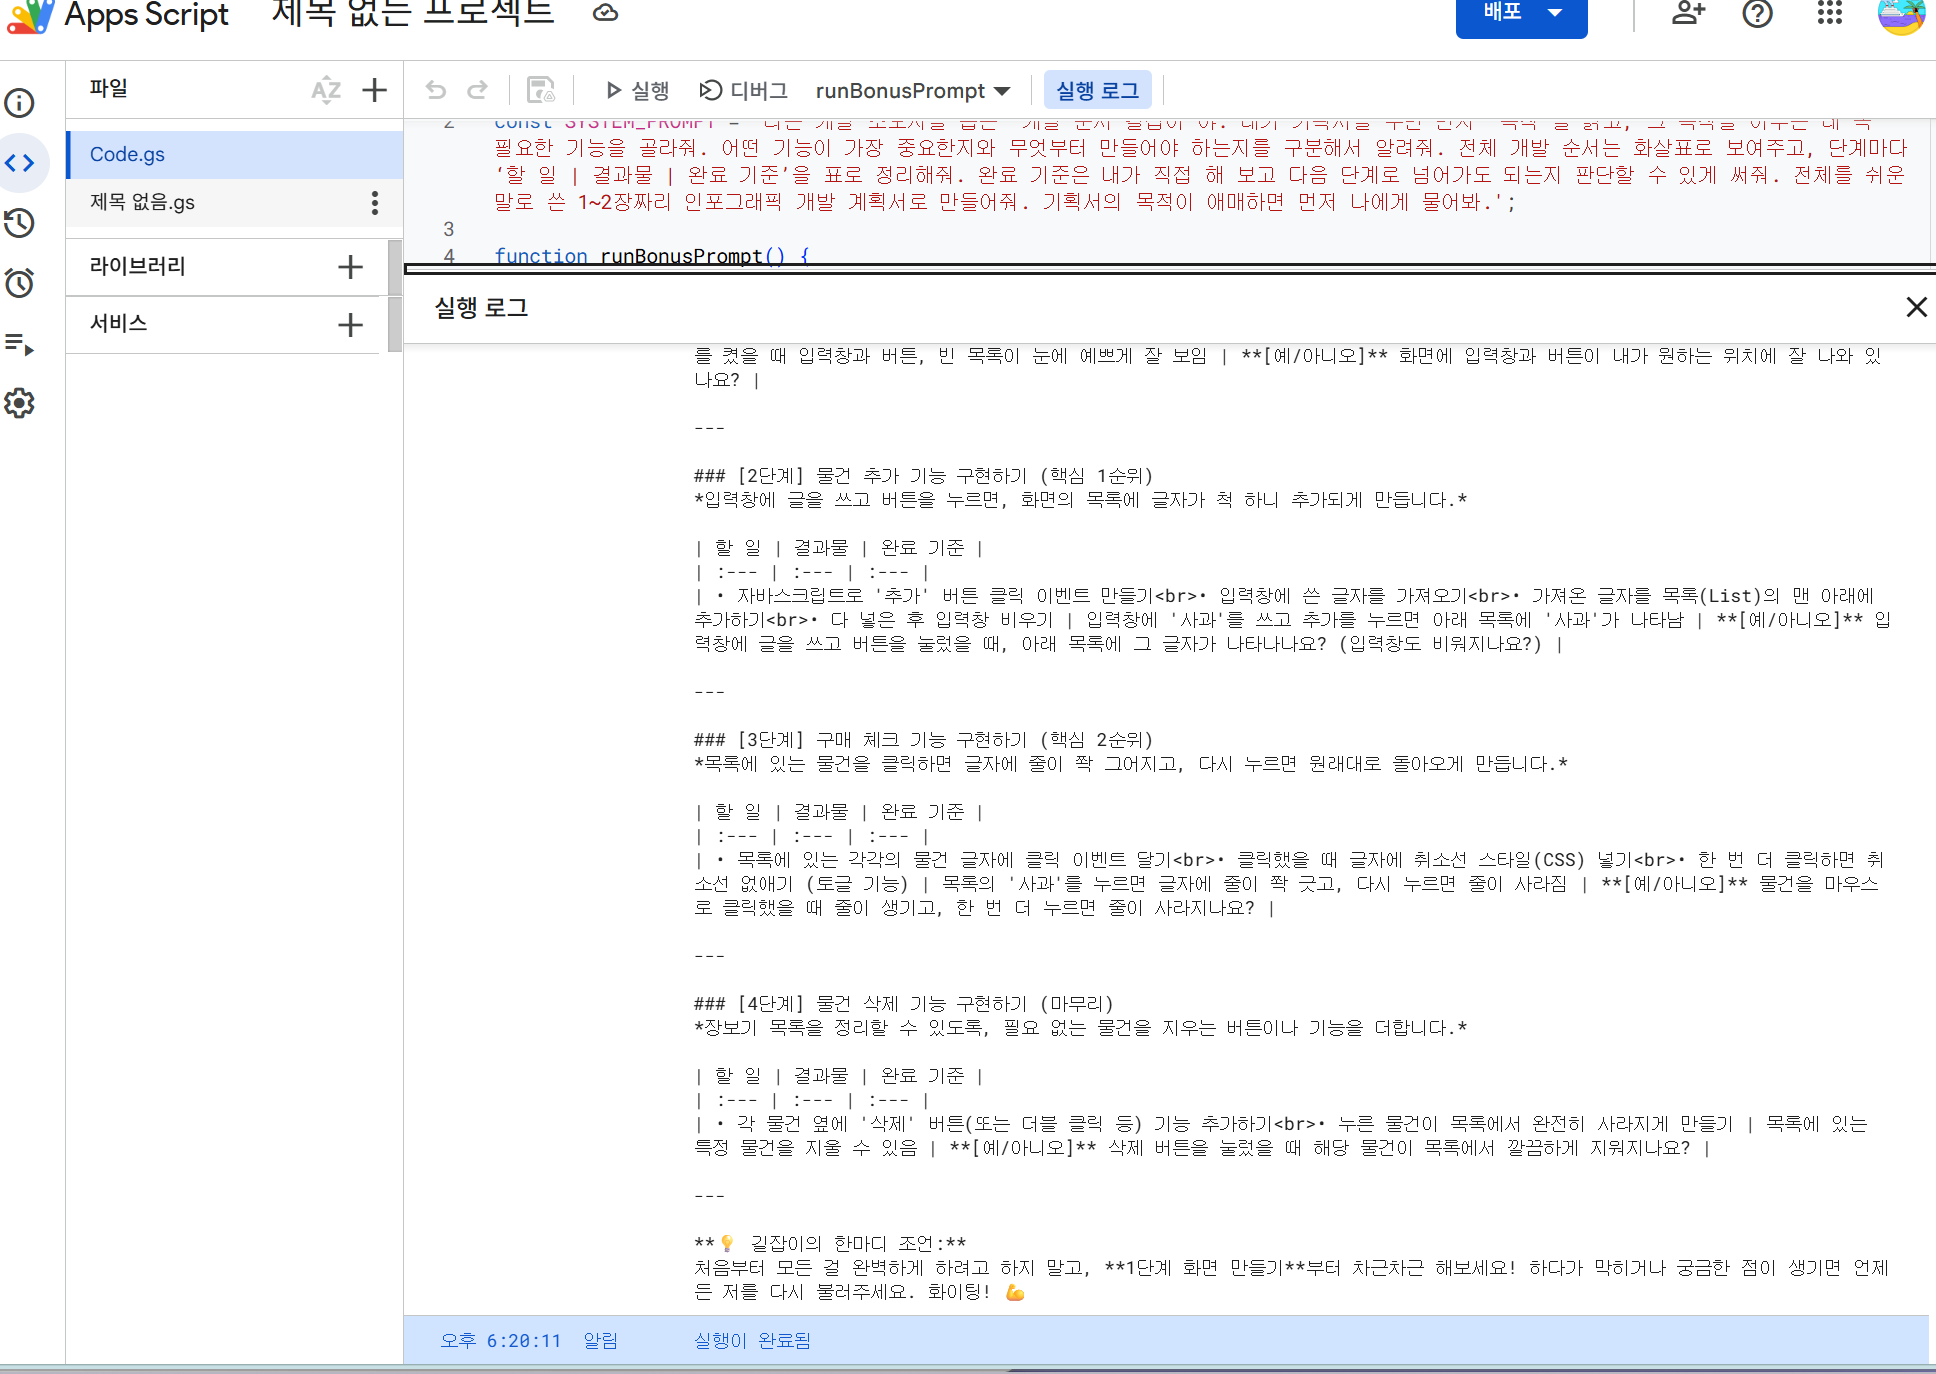 Apps Script 제목 없는 프로젝트 배포
파일
Code.gs
제목 없음.gs
라이브러리
서비스
실행 디버그 runBonusPrompt 실행 로그
2 const SYSTEM_PROMPT = '너는 개발 초보자를 돕는 '개발 순서 길잡이'야. 내가 기획서를 주면 먼저 '목적'을 읽고, 그 목적을 이루는 데 꼭
필요한 기능을 골라줘. 어떤 기능이 가장 중요한지와 무엇부터 만들어야 하는지를 구분해서 알려줘. 전체 개발 순서는 화살표로 보여주고, 단계마다
‘할 일 | 결과물 | 완료 기준’을 표로 정리해줘. 완료 기준은 내가 직접 해 보고 다음 단계로 넘어가도 되는지 판단할 수 있게 써줘. 전체를 쉬운
말로 쓴 1~2장짜리 인포그래픽 개발 계획서로 만들어줘. 기획서의 목적이 애매하면 먼저 나에게 물어봐.';
3
4 function runBonusPrompt() {
실행 로그
를 켰을 때 입력창과 버튼, 빈 목록이 눈에 예쁘게 잘 보임 | **[예/아니오]** 화면에 입력창과 버튼이 내가 원하는 위치에 잘 나와 있
나요? |
---
### [2단계] 물건 추가 기능 구현하기 (핵심 1순위)
*입력창에 글을 쓰고 버튼을 누르면, 화면의 목록에 글자가 척 하니 추가되게 만듭니다.*
| 할 일 | 결과물 | 완료 기준 |
| :--- | :--- | :--- |
| • 자바스크립트로 '추가' 버튼 클릭 이벤트 만들기<br>• 입력창에 쓴 글자를 가져오기<br>• 가져온 글자를 목록(List)의 맨 아래에
추가하기<br>• 다 넣은 후 입력창 비우기 | 입력창에 '사과'를 쓰고 추가를 누르면 아래 목록에 '사과'가 나타남 | **[예/아니오]** 입
력창에 글을 쓰고 버튼을 눌렀을 때, 아래 목록에 그 글자가 나타나나요? (입력창도 비워지나요?) |
---
### [3단계] 구매 체크 기능 구현하기 (핵심 2순위)
*목록에 있는 물건을 클릭하면 글자에 줄이 쫙 그어지고, 다시 누르면 원래대로 돌아오게 만듭니다.*
| 할 일 | 결과물 | 완료 기준 |
| :--- | :--- | :--- |
| • 목록에 있는 각각의 물건 글자에 클릭 이벤트 달기<br>• 클릭했을 때 글자에 취소선 스타일(CSS) 넣기<br>• 한 번 더 클릭하면 취
소선 없애기 (토글 기능) | 목록의 '사과'를 누르면 글자에 줄이 쫙 긋고, 다시 누르면 줄이 사라짐 | **[예/아니오]** 물건을 마우스
로 클릭했을 때 줄이 생기고, 한 번 더 누르면 줄이 사라지나요? |
---
### [4단계] 물건 삭제 기능 구현하기 (마무리)
*장보기 목록을 정리할 수 있도록, 필요 없는 물건을 지우는 버튼이나 기능을 더합니다.*
| 할 일 | 결과물 | 완료 기준 |
| :--- | :--- | :--- |
| • 각 물건 옆에 '삭제' 버튼(또는 더블 클릭 등) 기능 추가하기<br>• 누른 물건이 목록에서 완전히 사라지게 만들기 | 목록에 있는
특정 물건을 지울 수 있음 | **[예/아니오]** 삭제 버튼을 눌렀을 때 해당 물건이 목록에서 깔끔하게 지워지나요? |
---
**💡 길잡이의 한마디 조언:**
처음부터 모든 걸 완벽하게 하려고 하지 말고, **1단계 화면 만들기**부터 차근차근 해보세요! 하다가 막히거나 궁금한 점이 생기면 언제
든 저를 다시 불러주세요. 화이팅! 💪
오후 6:20:11 알림 실행이 완료됨